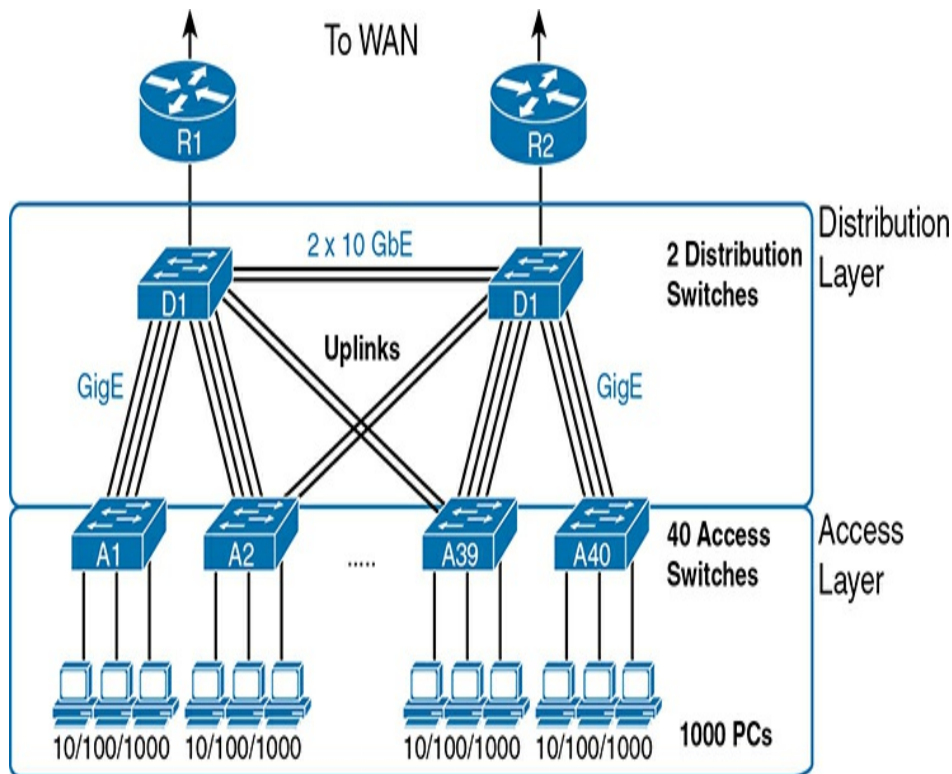 To WAN
R1
R2
Distribution
Layer
2 x 10 GbE
2 Distribution
Switches
D1
D1
Uplinks
GigE
GigE
A1
A2
.....
A39
A40
40 Access
Switches
Access
Layer
10/100/1000
10/100/1000
10/100/1000
10/100/1000
1000 PCs